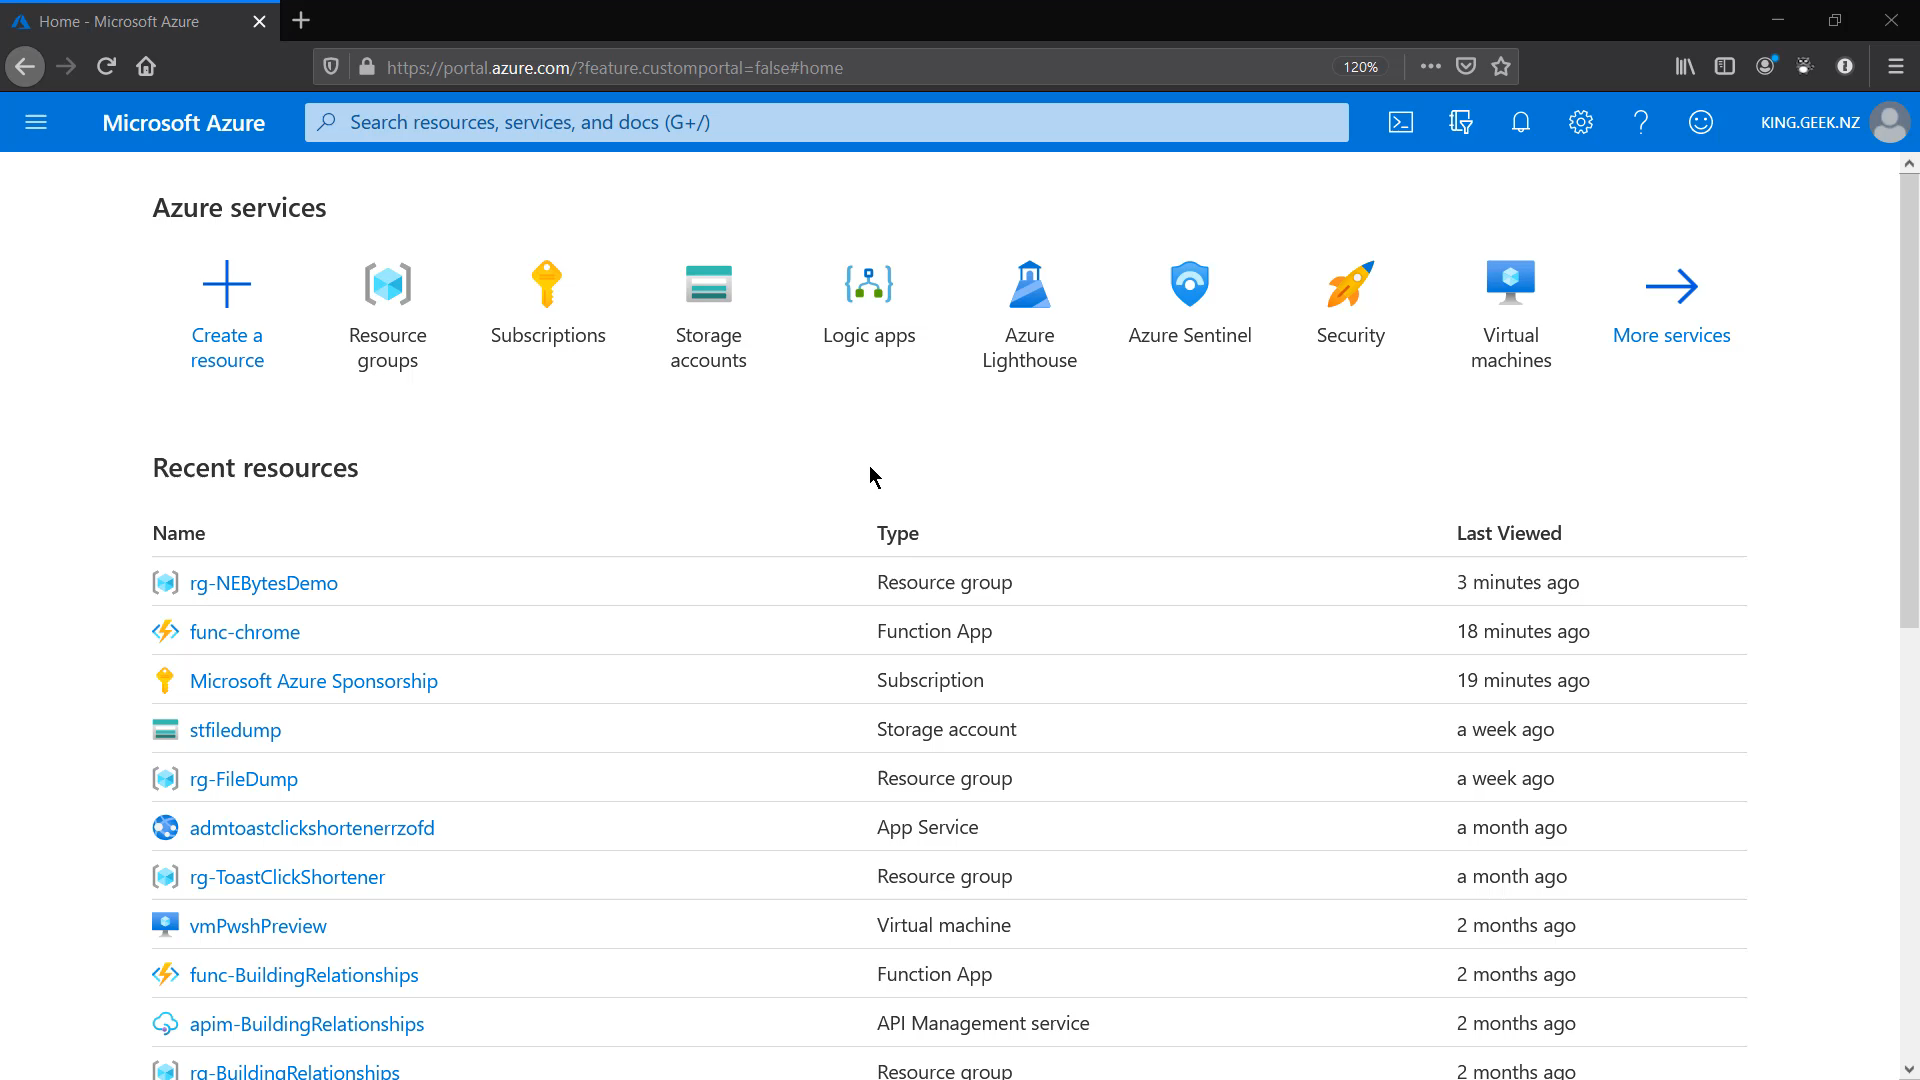 Home - Microsoft Azure
https://portal.azure.com/?feature.customportal=false#home
120%
Microsoft Azure
Search resources, services, and docs (G+/)
KING.GEEK.NZ
Azure services
Create a
resource
Resource
groups
Subscriptions
Storage
accounts
Logic apps
Azure
Lighthouse
Azure Sentinel
Security
Virtual
machines
More services
Recent resources
Name Type Last Viewed
rg-NEBytesDemo Resource group 3 minutes ago
func-chrome Function App 18 minutes ago
Microsoft Azure Sponsorship Subscription 19 minutes ago
stfiledump Storage account a week ago
rg-FileDump Resource group a week ago
admtoastclickshortenerrzofd App Service a month ago
rg-ToastClickShortener Resource group a month ago
vmPwshPreview Virtual machine 2 months ago
func-BuildingRelationships Function App 2 months ago
apim-BuildingRelationships API Management service 2 months ago
rg-BuildingRelationships Resource group 2 months ago